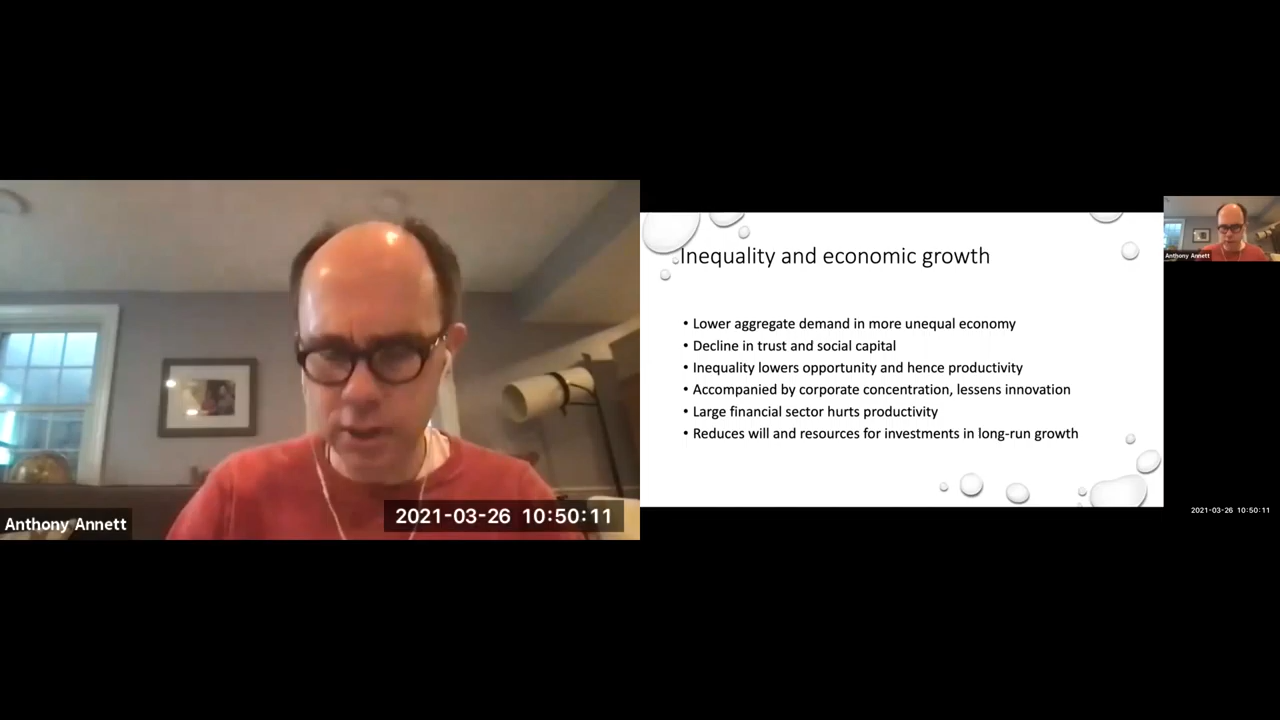 Anthony Annett
2021-03-26 10:50:11
Inequality and economic growth
• Lower aggregate demand in more unequal economy
• Decline in trust and social capital
• Inequality lowers opportunity and hence productivity
• Accompanied by corporate concentration, lessens innovation
• Large financial sector hurts productivity
• Reduces will and resources for investments in long-run growth
Anthony Annett
2021-03-26 10:50:11